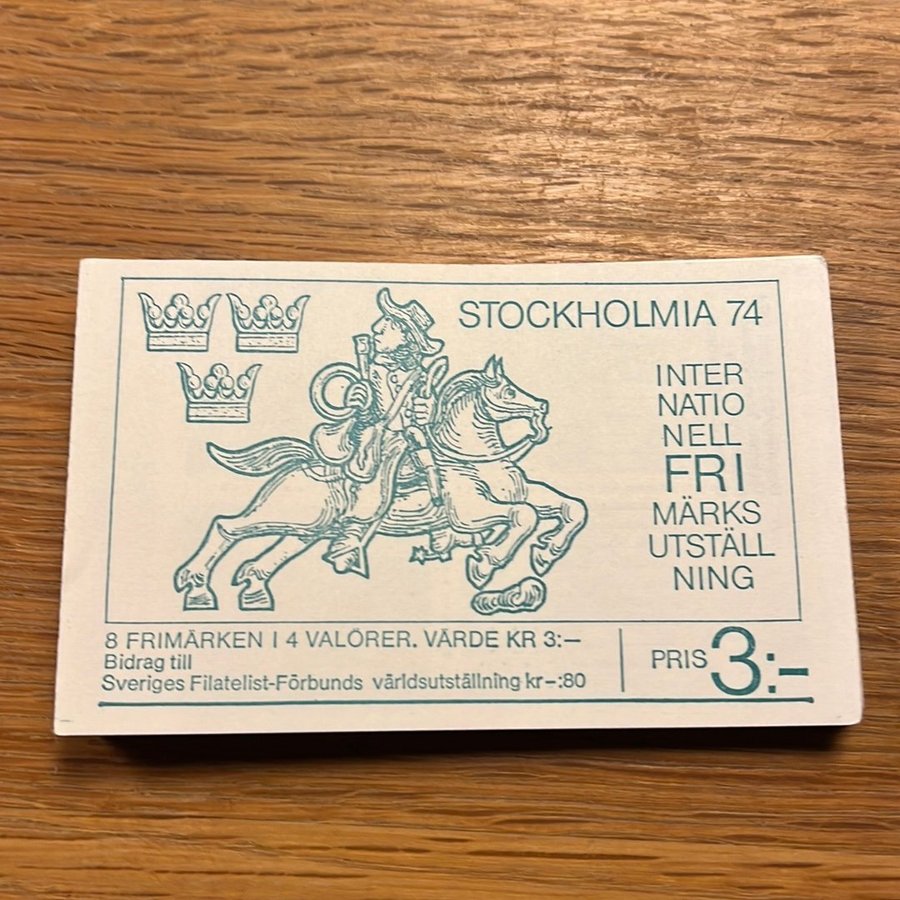 STOCKHOLMIA 74
INTER
NATIO
NELL
FRI
MÄRKS
UTSTÄLL
NING
8 FRIMÄRKEN I 4 VALÖRER. VÄRDE KR 3:–
Bidrag till
Sveriges Filatelist-Förbunds världsutställning kr–:80
PRIS 3:–